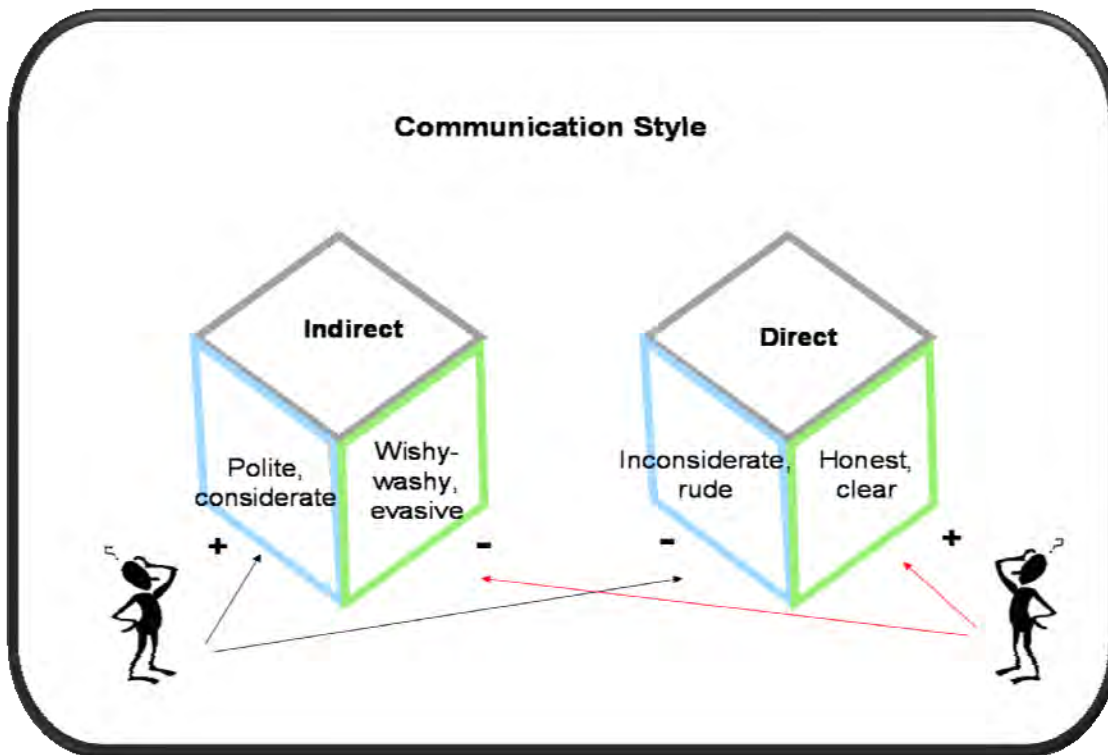 Communication Style
Indirect
Polite,
considerate
Wishy-
washy,
evasive
+
-
Direct
Inconsiderate,
rude
Honest,
clear
-
+
?
?